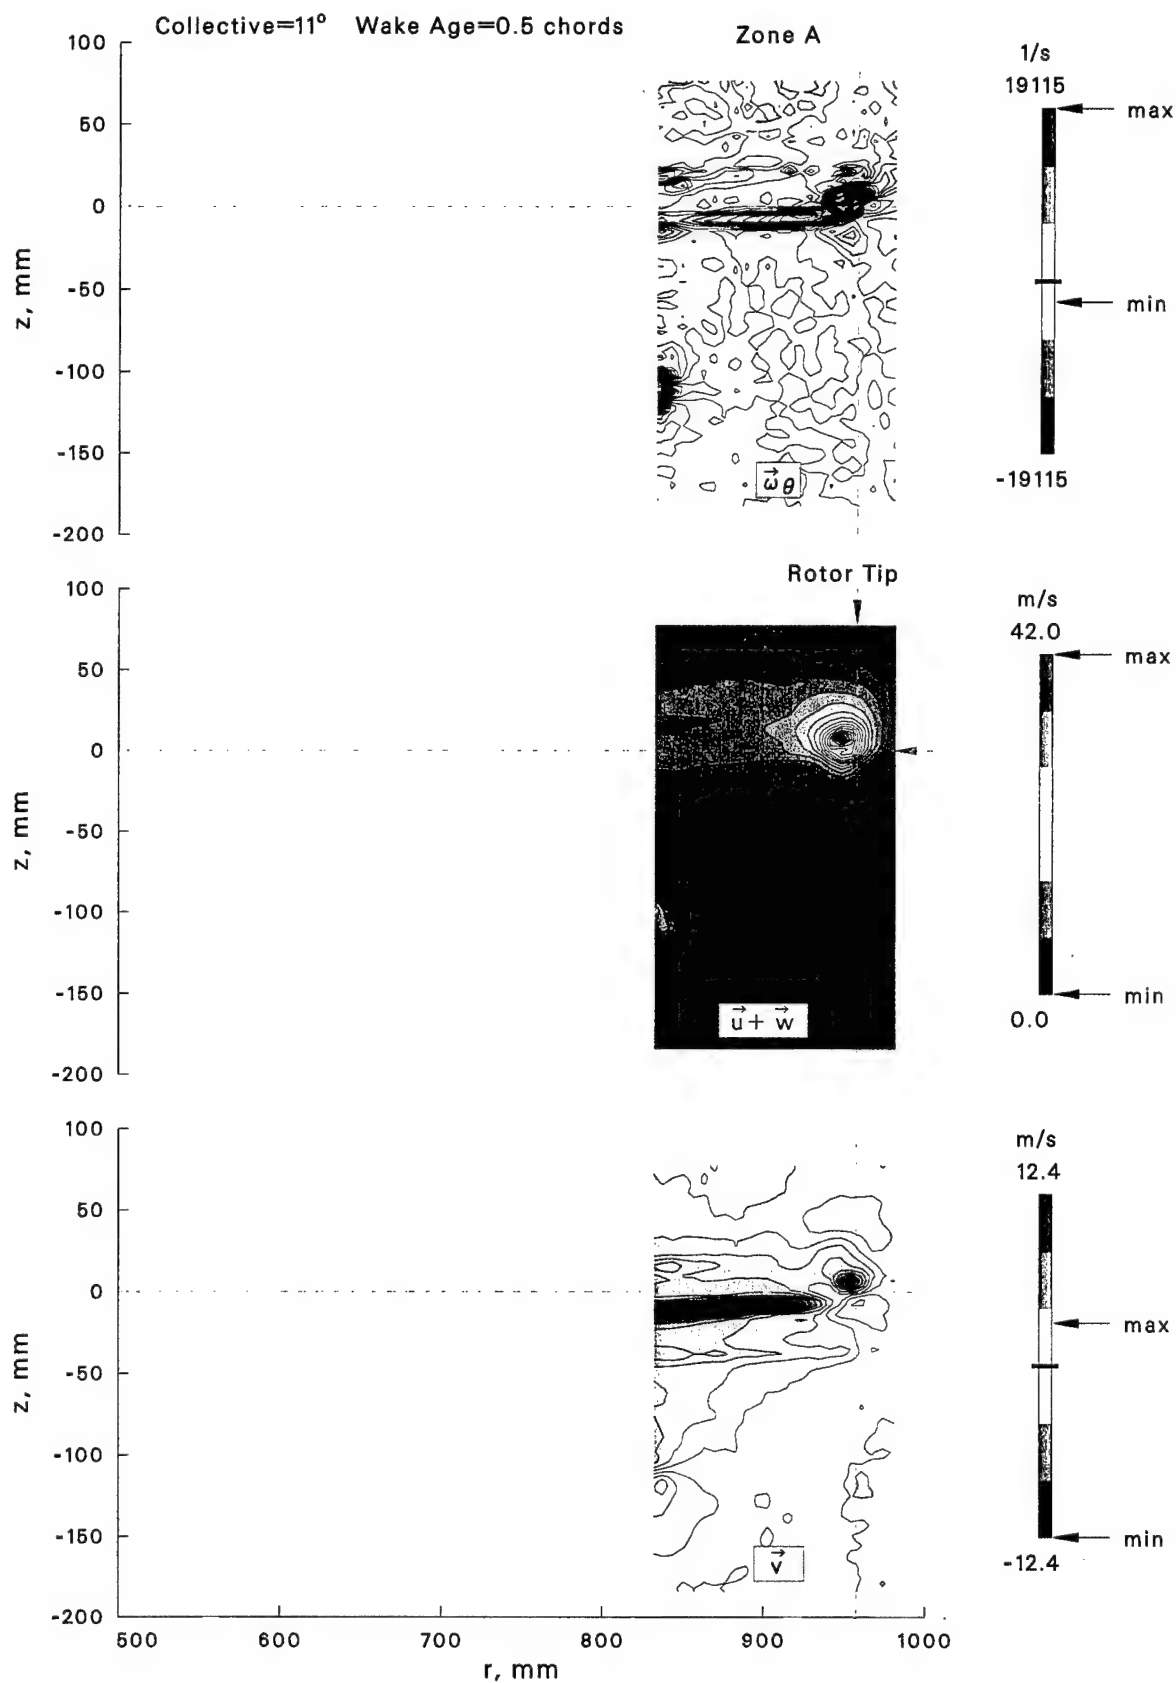 Collective=11° Wake Age=0.5 chords
Zone A
1/s
19115
max
min
-19115
100
50
0
-50
-100
-150
-200
z, mm
ω θ
Rotor Tip
m/s
42.0
max
min
0.0
100
50
0
-50
-100
-150
-200
z, mm
u + w
m/s
12.4
max
min
-12.4
100
50
0
-50
-100
-150
-200
z, mm
v
500 600 700 800 900 1000
r, mm